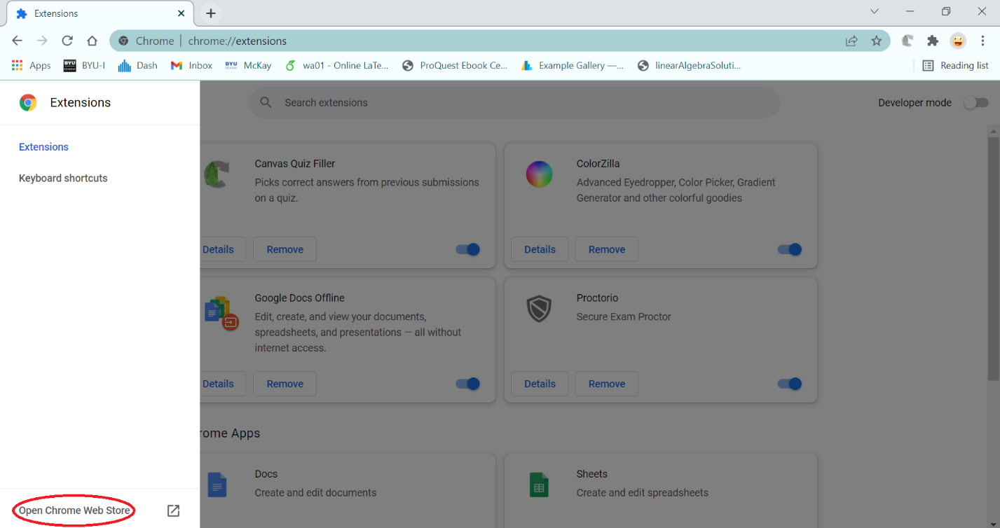 Extensions
Chrome | chrome://extensions
Apps BYU IDAHO BYU-I Dash Inbox BYU IDAHO McKay wa01 - Online LaTe... ProQuest Ebook Ce... Example Gallery —... linearAlgebraSoluti... Reading list
Extensions
Search extensions
Developer mode
Extensions
Keyboard shortcuts
Canvas Quiz Filler
Picks correct answers from previous submissions
on a quiz.
Details Remove
ColorZilla
Advanced Eyedropper, Color Picker, Gradient
Generator and other colorful goodies
Details Remove
Google Docs Offline
Edit, create, and view your documents,
spreadsheets, and presentations — all without
internet access.
Details Remove
Proctorio
Secure Exam Proctor
Details Remove
rome Apps
Docs
Create and edit documents
Sheets
Create and edit spreadsheets
Open Chrome Web Store